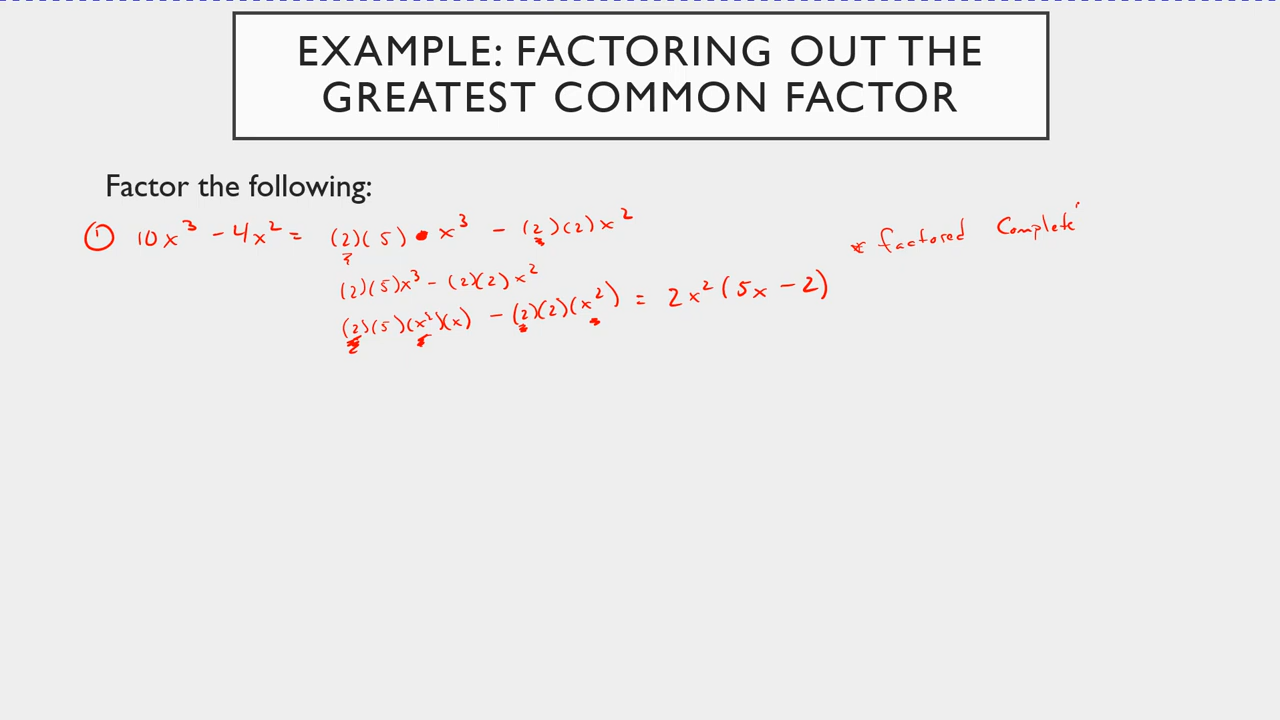 EXAMPLE: FACTORING OUT THE
GREATEST COMMON FACTOR
Factor the following:
① 10x³ - 4x² = (2)(5) • x³ - (2)(2)x²
* factored Complete
(2)(5)x³ - (2)(2)x²
(2)(5)(x²)(x) - (2)(2)(x²) = 2x²(5x - 2)